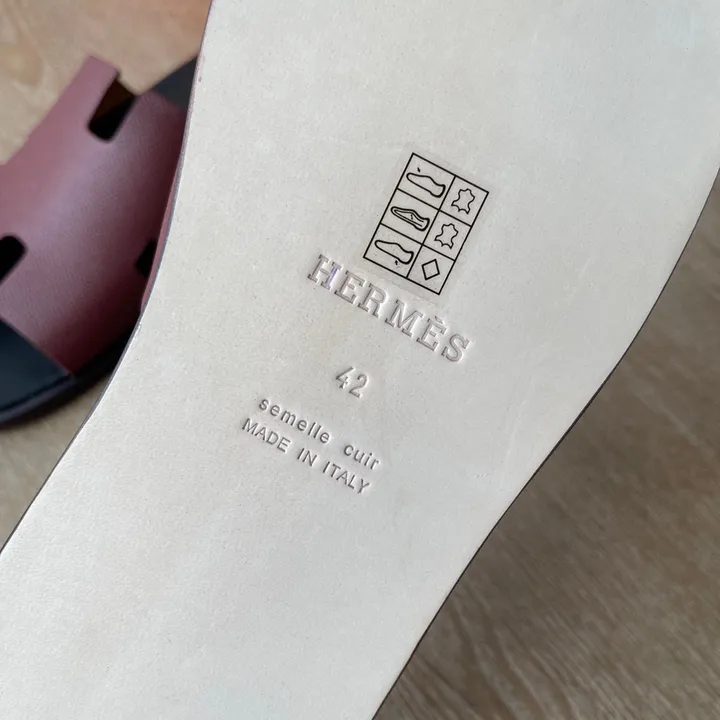 HERMÈS
42
semelle cuir
MADE IN ITALY